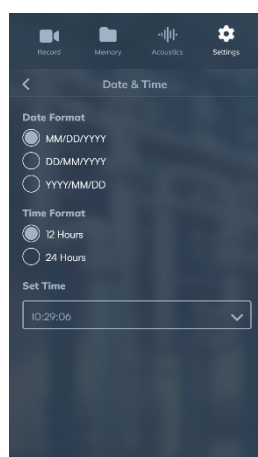 Record Memory Acoustics Settings
Date & Time
Date Format
MM/DD/YYYY
DD/MM/YYYY
YYYY/MM/DD
Time Format
12 Hours
24 Hours
Set Time
10:29:06